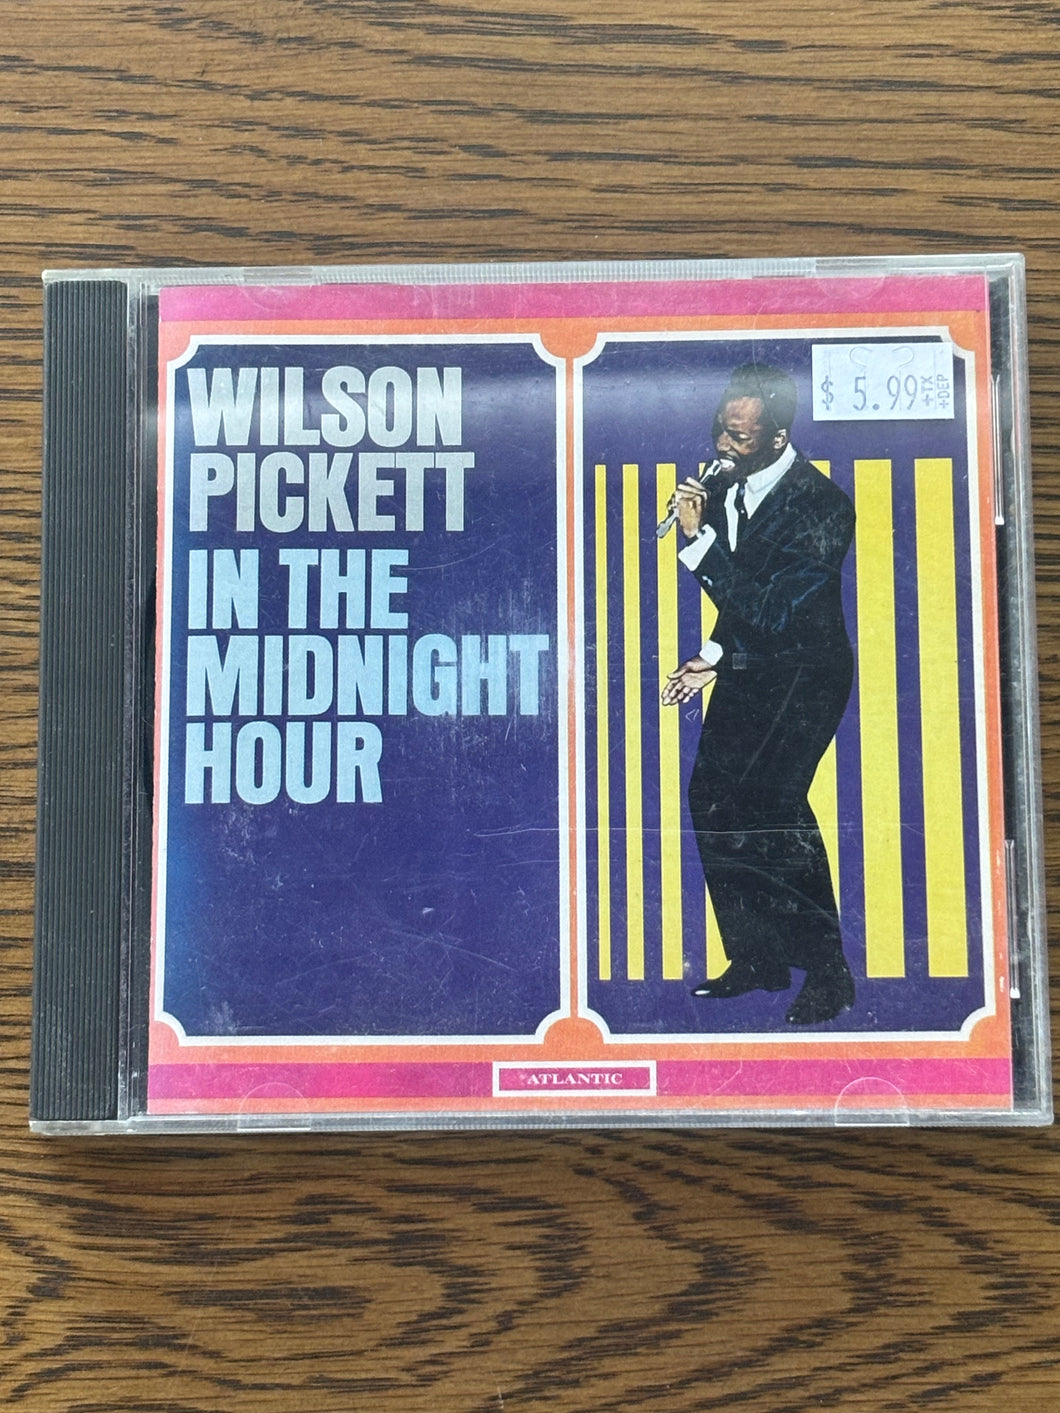 WILSON
PICKETT
IN THE
MIDNIGHT
HOUR
$ 5.99
+TX
+DEP
ATLANTIC